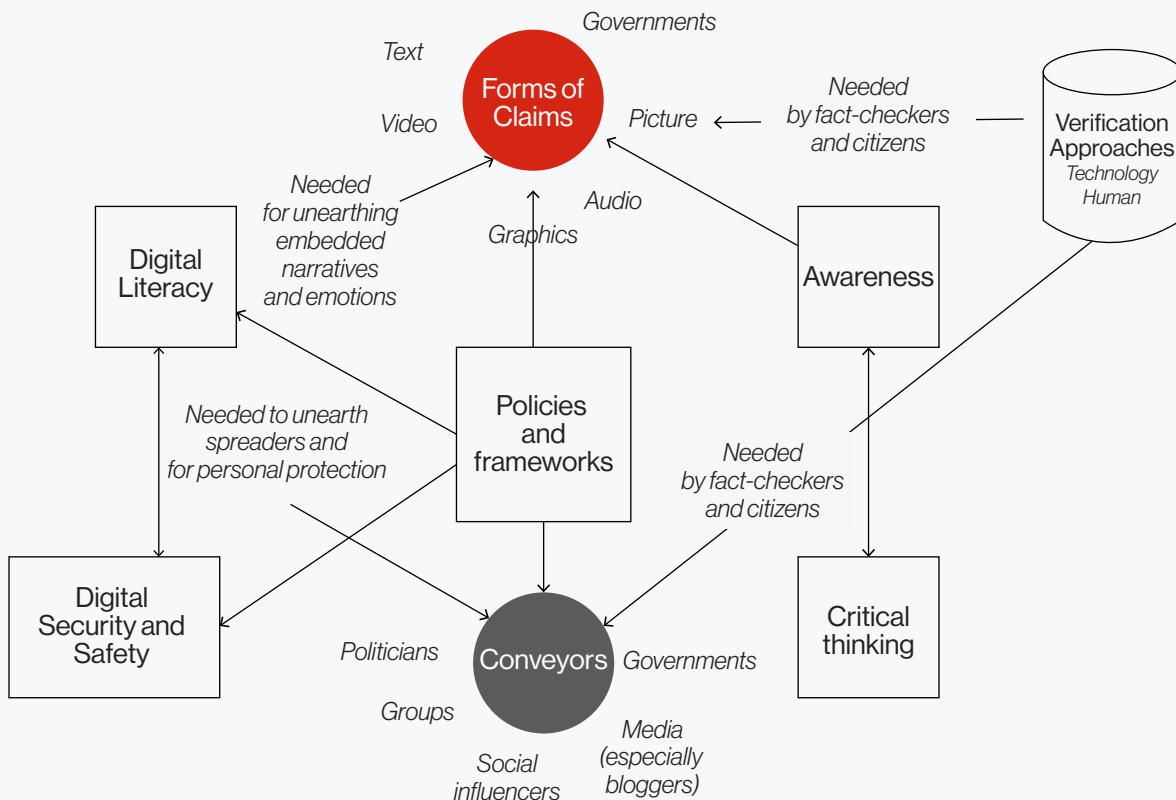 Governments
Text
Forms of
Claims
Video
Picture
Audio
Graphics
Needed
by fact-checkers
and citizens
Verification
Approaches
Technology
Human
Needed
for unearthing
embedded
narratives
and emotions
Digital
Literacy
Awareness
Policies
and
frameworks
Needed to unearth
spreaders and
for personal protection
Needed
by fact-checkers
and citizens
Digital
Security and
Safety
Critical
thinking
Conveyors
Politicians
Governments
Groups
Media
(especially
bloggers)
Social
influencers